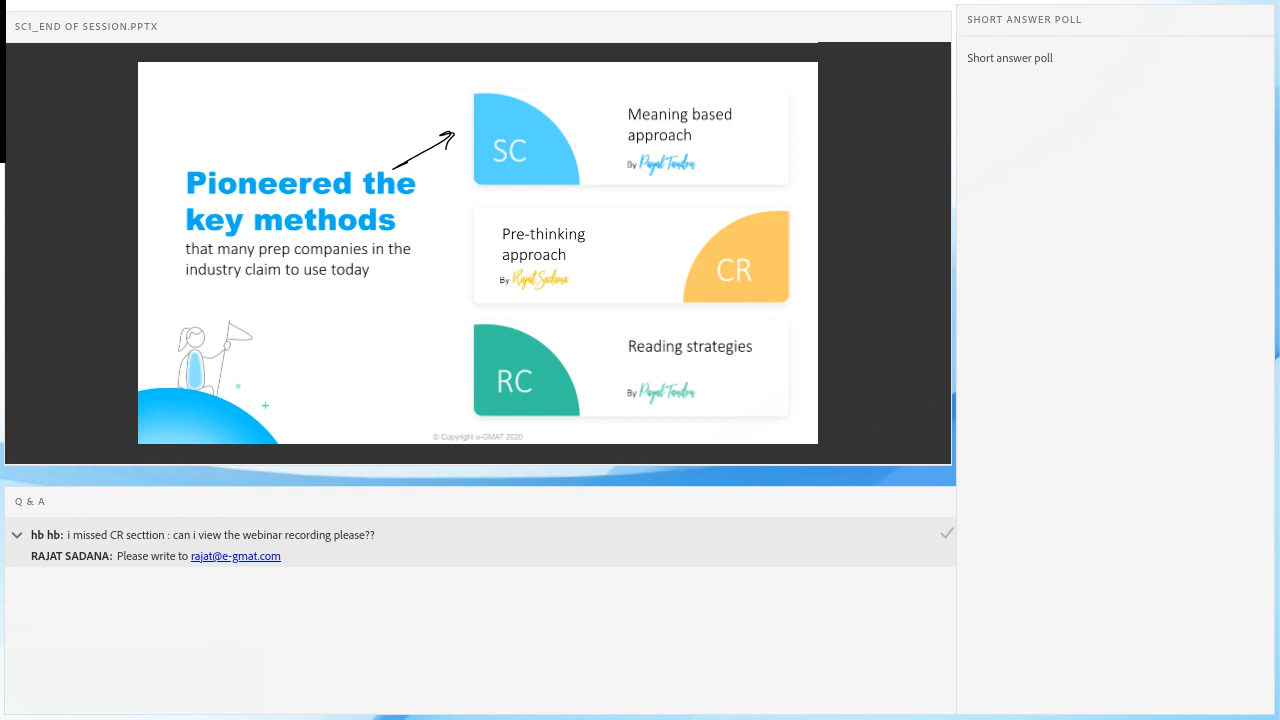 SC1_END OF SESSION.PPTX
Pioneered the
key methods
that many prep companies in the
industry claim to use today
SC
Meaning based
approach
By Payal Tandon
Pre-thinking
approach
By Rajat Sadana
CR
RC
Reading strategies
By Payal Tandon
© Copyright e-GMAT 2020
Q & A
hb hb: i missed CR secttion : can i view the webinar recording please??
RAJAT SADANA: Please write to rajat@e-gmat.com
SHORT ANSWER POLL
Short answer poll